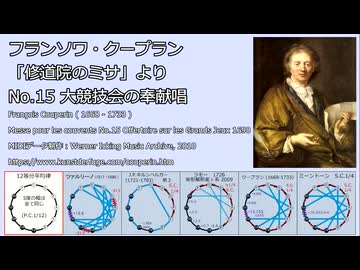 フランソワ・クープラン
「修道院のミサ」より
No.15 大競技会の奉献唱
François Couperin ( 1668 - 1733 )
Messe pour les couvents No.15 Offertoire sur les Grands Jeux 1690
MIDIデータ制作：Werner Icking Music Archive, 2010
https://www.kunstderfuge.com/couperin.htm
12等分平均律
5度の幅は
全て同じ
(P.C.1/12)
ツァルリーノ
J.P.キルンベルガー
(1721-1783) 第3
ラモー 1726
S.C.1/4
クープラン (1668-1733)
ミーントーン S.C.1/4